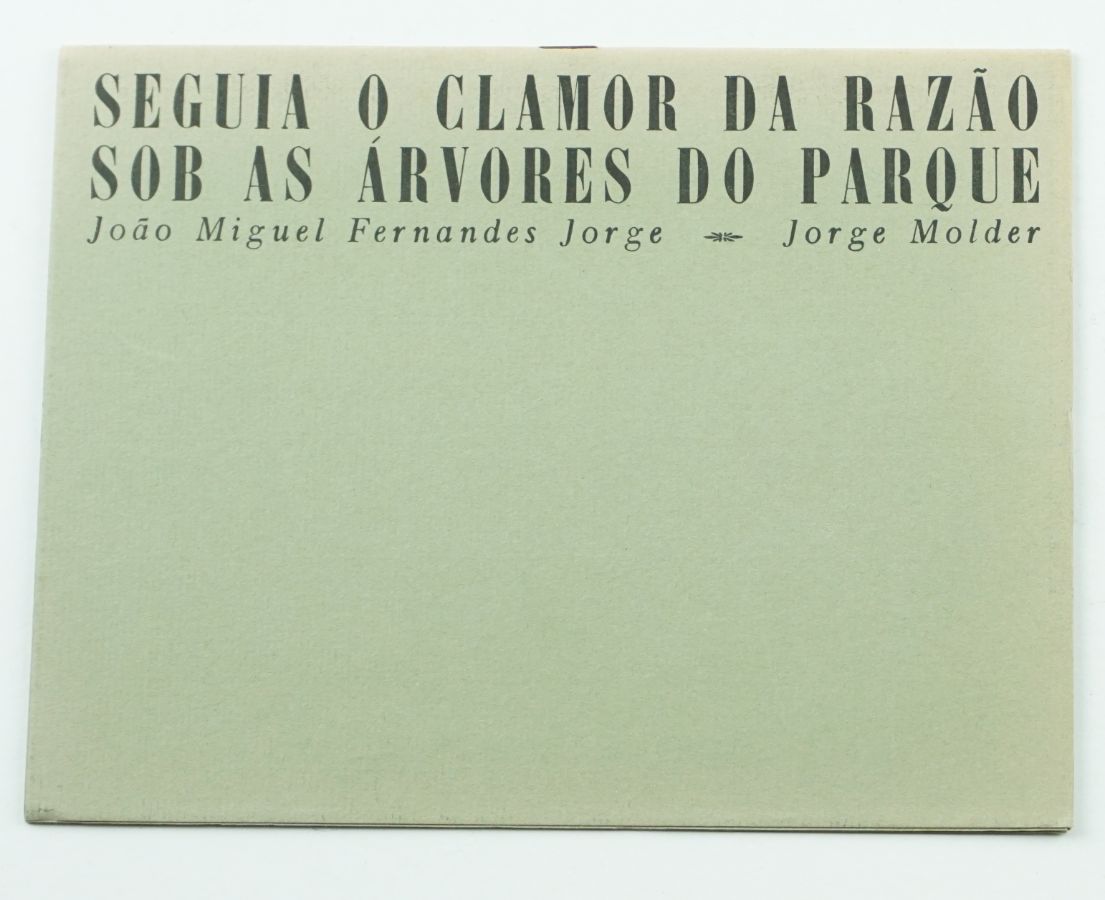 SEGUIA O CLAMOR DA RAZÃO
SOB AS ÁRVORES DO PARQUE
João Miguel Fernandes Jorge Jorge Molder